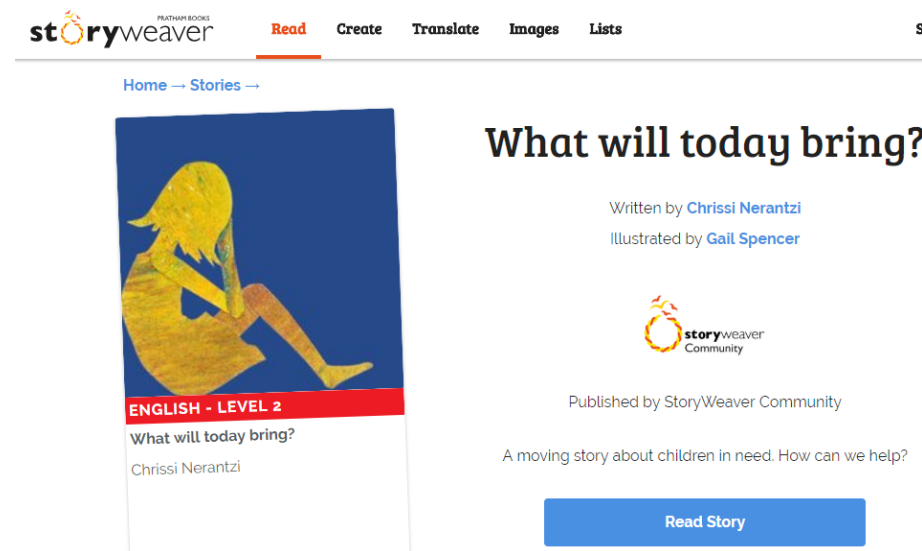 PRATHAM BOOKS
storyweaver
Read Create Translate Images Lists S
Home → Stories →
ENGLISH - LEVEL 2
What will today bring?
Chrissi Nerantzi
What will today bring?
Written by Chrissi Nerantzi
Illustrated by Gail Spencer
storyweaver
Community
Published by StoryWeaver Community
A moving story about children in need. How can we help?
Read Story